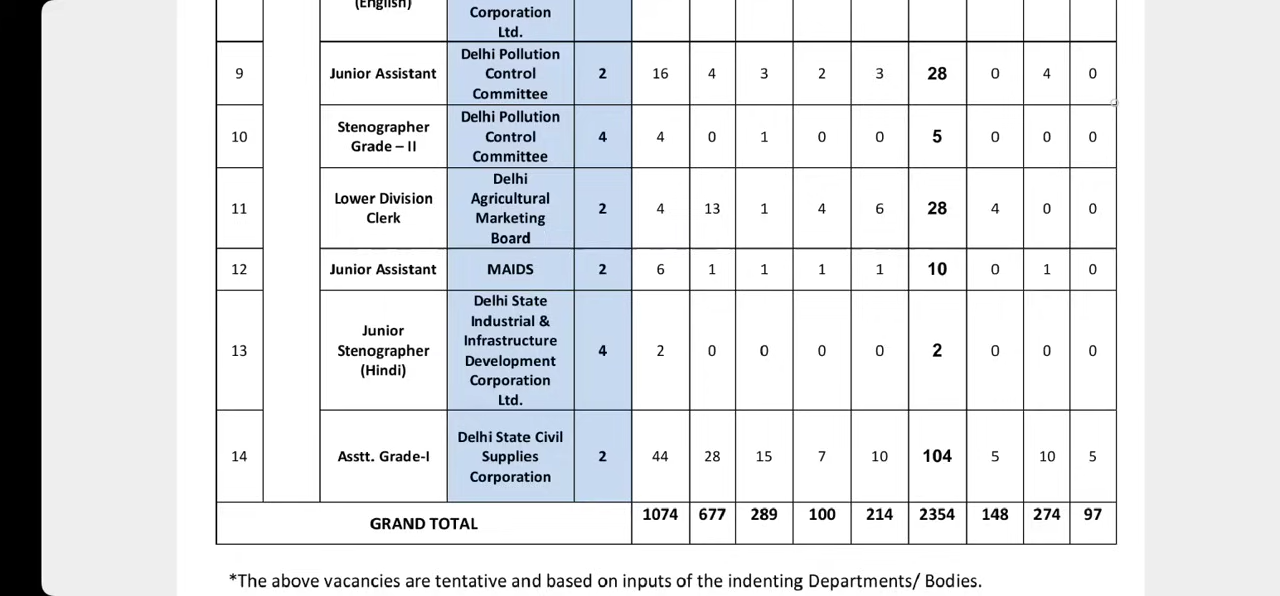 (English)
Corporation
Ltd.
9 Junior Assistant Delhi Pollution Control Committee 2 16 4 3 2 3 28 0 4 0
10 Stenographer Grade – II Delhi Pollution Control Committee 4 4 0 1 0 0 5 0 0 0
11 Lower Division Clerk Delhi Agricultural Marketing Board 2 4 13 1 4 6 28 4 0 0
12 Junior Assistant MAIDS 2 6 1 1 1 1 10 0 1 0
13 Junior Stenographer (Hindi) Delhi State Industrial & Infrastructure Development Corporation Ltd. 4 2 0 0 0 0 2 0 0 0
14 Asstt. Grade-I Delhi State Civil Supplies Corporation 2 44 28 15 7 10 104 5 10 5
GRAND TOTAL 1074 677 289 100 214 2354 148 274 97
*The above vacancies are tentative and based on inputs of the indenting Departments/ Bodies.